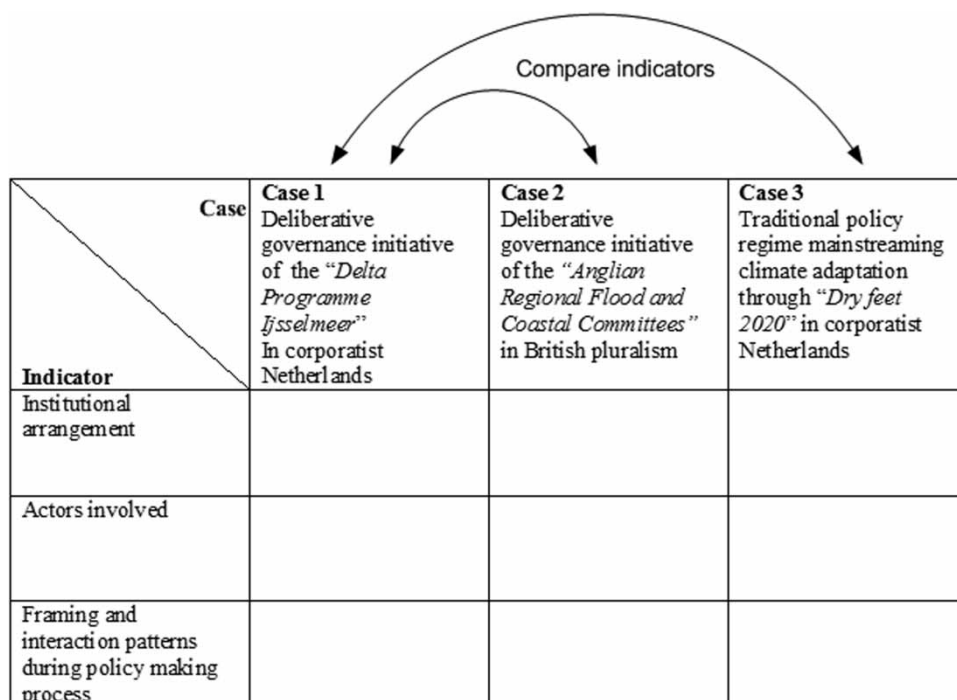 Compare indicators
Case
Indicator
Case 1
Deliberative
governance initiative
of the “Delta
Programme
Ijsselmeer”
In corporatist
Netherlands
Case 2
Deliberative
governance initiative
of the “Anglian
Regional Flood and
Coastal Committees”
in British pluralism
Case 3
Traditional policy
regime mainstreaming
climate adaptation
through “Dry feet
2020” in corporatist
Netherlands
Institutional
arrangement
Actors involved
Framing and
interaction patterns
during policy making
process